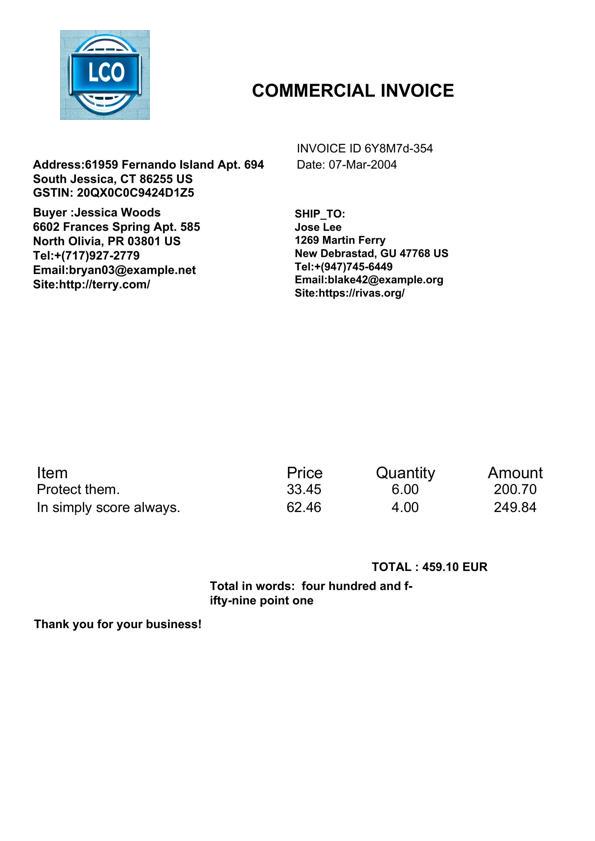 LCO
COMMERCIAL INVOICE
INVOICE ID 6Y8M7d-354
Date: 07-Mar-2004
Address:61959 Fernando Island Apt. 694
South Jessica, CT 86255 US
GSTIN: 20QX0C0C9424D1Z5
Buyer :Jessica Woods
6602 Frances Spring Apt. 585
North Olivia, PR 03801 US
Tel:+(717)927-2779
Email:bryan03@example.net
Site:http://terry.com/
SHIP_TO:
Jose Lee
1269 Martin Ferry
New Debrastad, GU 47768 US
Tel:+(947)745-6449
Email:blake42@example.org
Site:https://rivas.org/
Item Price Quantity Amount
Protect them. 33.45 6.00 200.70
In simply score always. 62.46 4.00 249.84
TOTAL : 459.10 EUR
Total in words: four hundred and f-
ifty-nine point one
Thank you for your business!